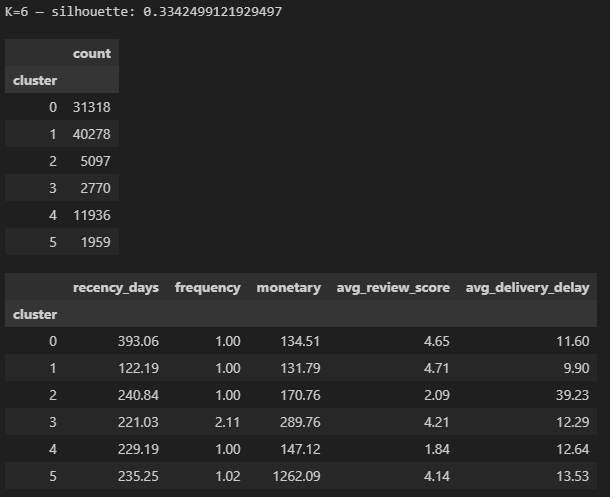 K=6 — silhouette: 0.3342499121929497
count
cluster
0 31318
1 40278
2 5097
3 2770
4 11936
5 1959
recency_days frequency monetary avg_review_score avg_delivery_delay
cluster
0 393.06 1.00 134.51 4.65 11.60
1 122.19 1.00 131.79 4.71 9.90
2 240.84 1.00 170.76 2.09 39.23
3 221.03 2.11 289.76 4.21 12.29
4 229.19 1.00 147.12 1.84 12.64
5 235.25 1.02 1262.09 4.14 13.53